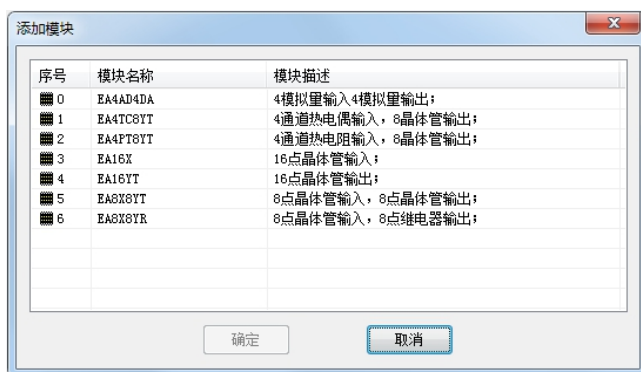 添加模块
序号 模块名称 模块描述
0 EA4AD4DA 4模拟量输入4模拟量输出;
1 EA4TC8YT 4通道热电偶输入，8晶体管输出;
2 EA4PT8YT 4通道热电阻输入，8晶体管输出;
3 EA16X 16点晶体管输入;
4 EA16YT 16点晶体管输出;
5 EA8X8YT 8点晶体管输入，8点晶体管输出;
6 EA8X8YR 8点晶体管输入，8点继电器输出;
确定 取消